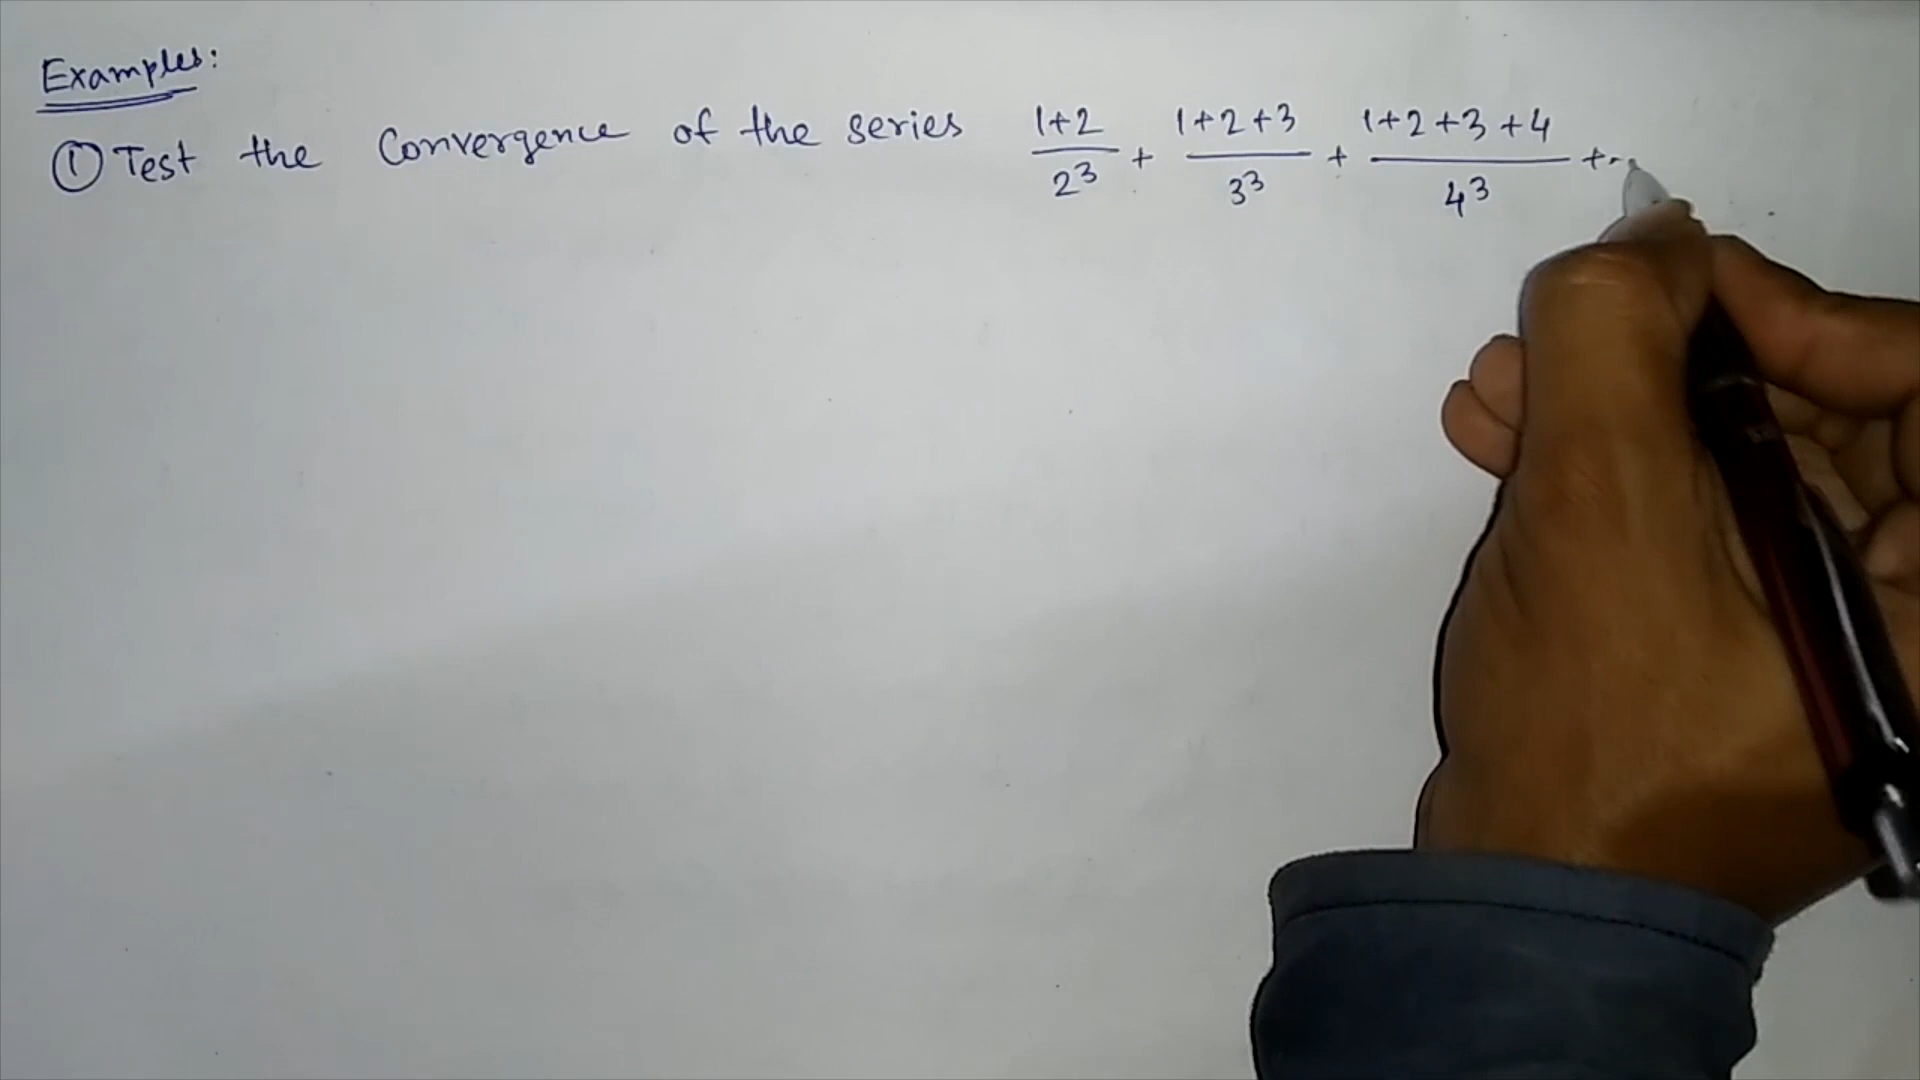 Examples:
① Test the Convergence of the series (1+2)/2³ + (1+2+3)/3³ + (1+2+3+4)/4³ +..